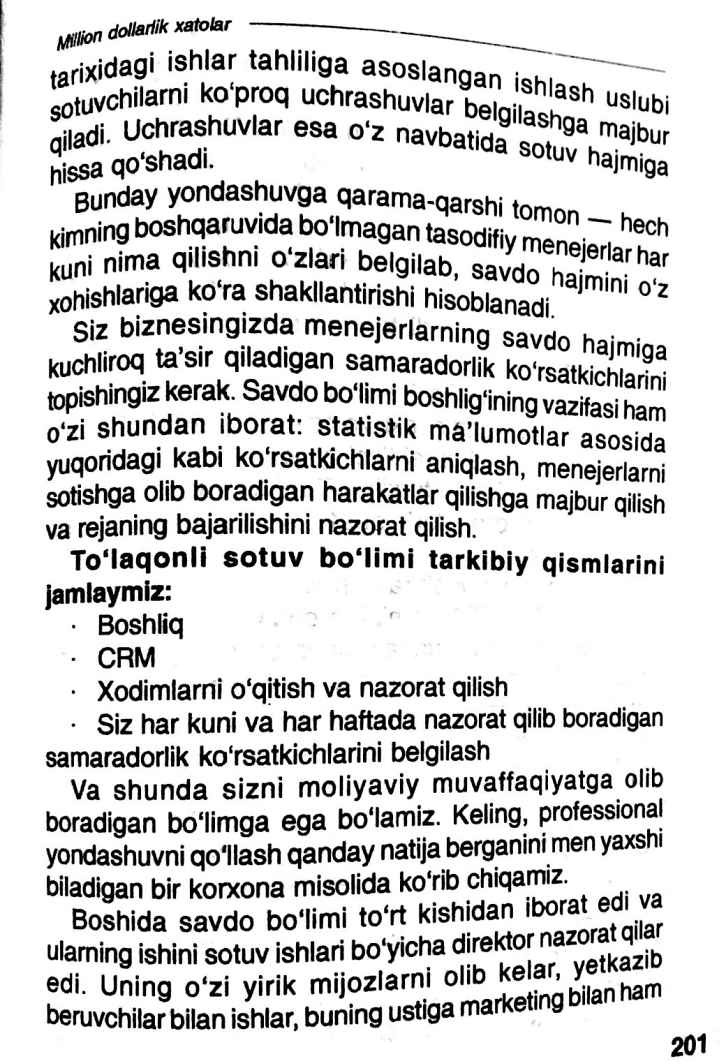 Million dollarlik xatolar
tarixidagi ishlar tahliliga asoslangan ishlash uslubi
sotuvchilarni ko‘proq uchrashuvlar belgilashga majbur
qiladi. Uchrashuvlar esa o‘z navbatida sotuv hajmiga
hissa qo‘shadi.
Bunday yondashuvga qarama-qarshi tomon — hech
kimning boshqaruvida bo‘lmagan tasodifiy menejerlar har
kuni nima qilishni o‘zlari belgilab, savdo hajmini o‘z
xohishlariga ko‘ra shakllantirishi hisoblanadi.
Siz biznesingizda menejerlarning savdo hajmiga
kuchliroq ta’sir qiladigan samaradorlik ko‘rsatkichlarini
topishingiz kerak. Savdo bo‘limi boshlig‘ining vazifasi ham
o‘zi shundan iborat: statistik ma’lumotlar asosida
yuqoridagi kabi ko‘rsatkichlarni aniqlash, menejerlarni
sotishga olib boradigan harakatlar qilishga majbur qilish
va rejaning bajarilishini nazorat qilish.
To‘laqonli sotuv bo‘limi tarkibiy qismlarini
jamlaymiz:
· Boshliq
· CRM
· Xodimlarni o‘qitish va nazorat qilish
· Siz har kuni va har haftada nazorat qilib boradigan
samaradorlik ko‘rsatkichlarini belgilash
Va shunda sizni moliyaviy muvaffaqiyatga olib
boradigan bo‘limga ega bo‘lamiz. Keling, professional
yondashuvni qo‘llash qanday natija berganini men yaxshi
biladigan bir korxona misolida ko‘rib chiqamiz.
Boshida savdo bo‘limi to‘rt kishidan iborat edi va
ularning ishini sotuv ishlari bo‘yicha direktor nazorat qilar
edi. Uning o‘zi yirik mijozlarni olib kelar, yetkazib
beruvchilar bilan ishlar, buning ustiga marketing bilan ham
201